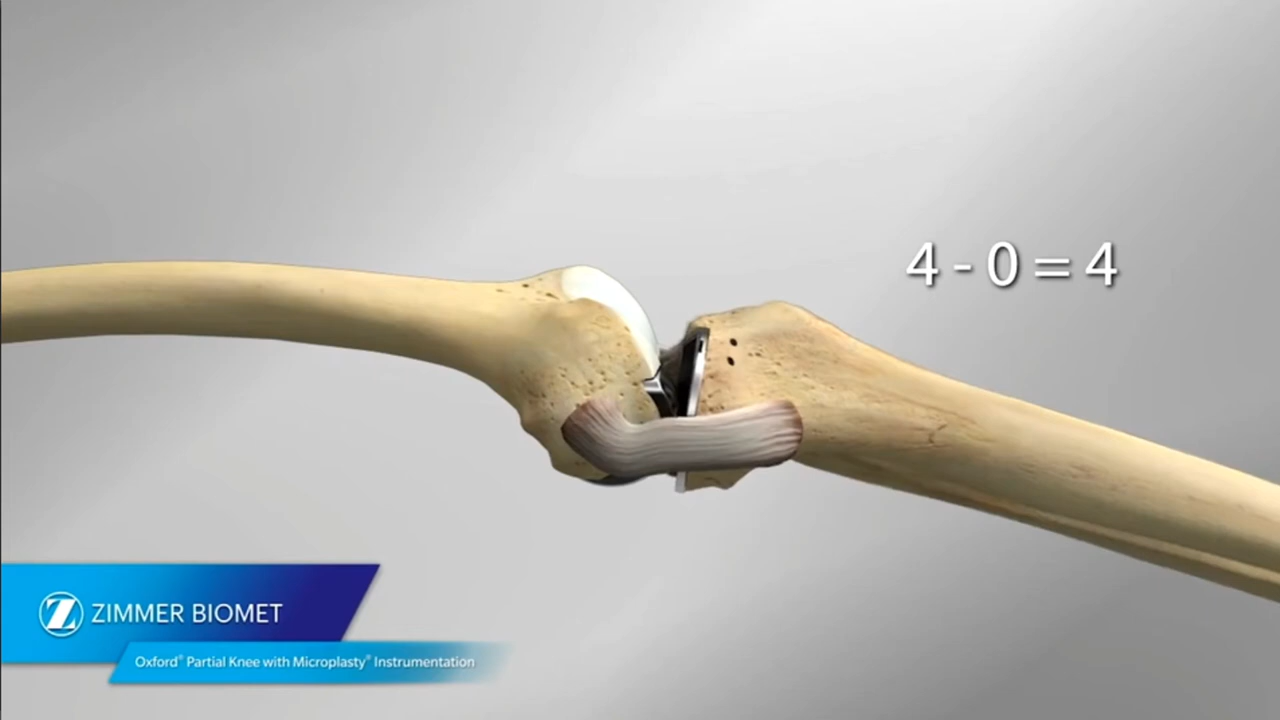 4 - 0 = 4
ZIMMER BIOMET
Oxford® Partial Knee with Microplasty® Instrumentation